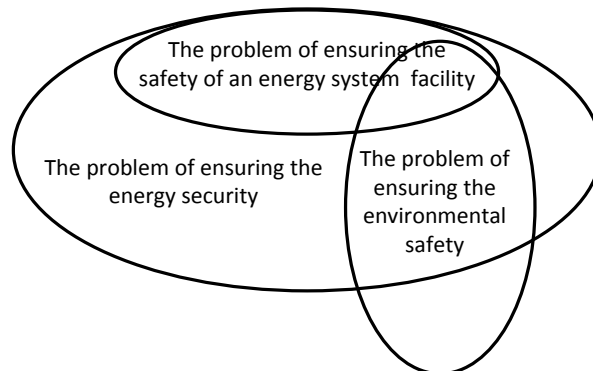 The problem of ensuring the
safety of an energy system facility
The problem of ensuring the
energy security
The problem of
ensuring the
environmental
safety